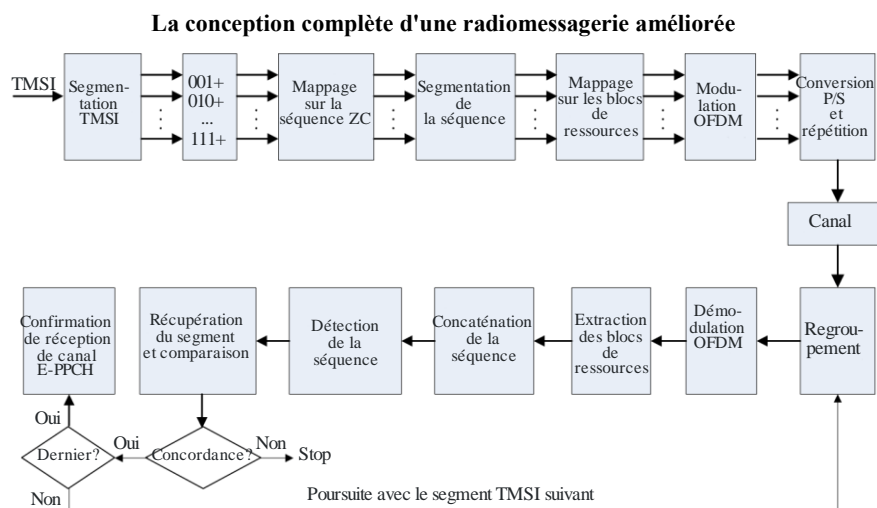 La conception complète d'une radiomessagerie améliorée
TMSI
Segmen-
tation
TMSI
001+
010+
...
111+
Mappage
sur la
séquence ZC
Segmentation
de
la séquence
Mappage
sur les blocs
de
ressources
Modu-
lation
OFDM
Conversion
P/S
et
répétition
Canal
Confirmation
de réception
de canal
E-PPCH
Récupération
du segment
et comparaison
Détection
de la
séquence
Concaténation
de la
séquence
Extraction
des blocs
de
ressources
Démo-
dulation
OFDM
Regrou-
pement
Oui
Dernier?
Oui
Concordance?
Non
Stop
Non
Poursuite avec le segment TMSI suivant